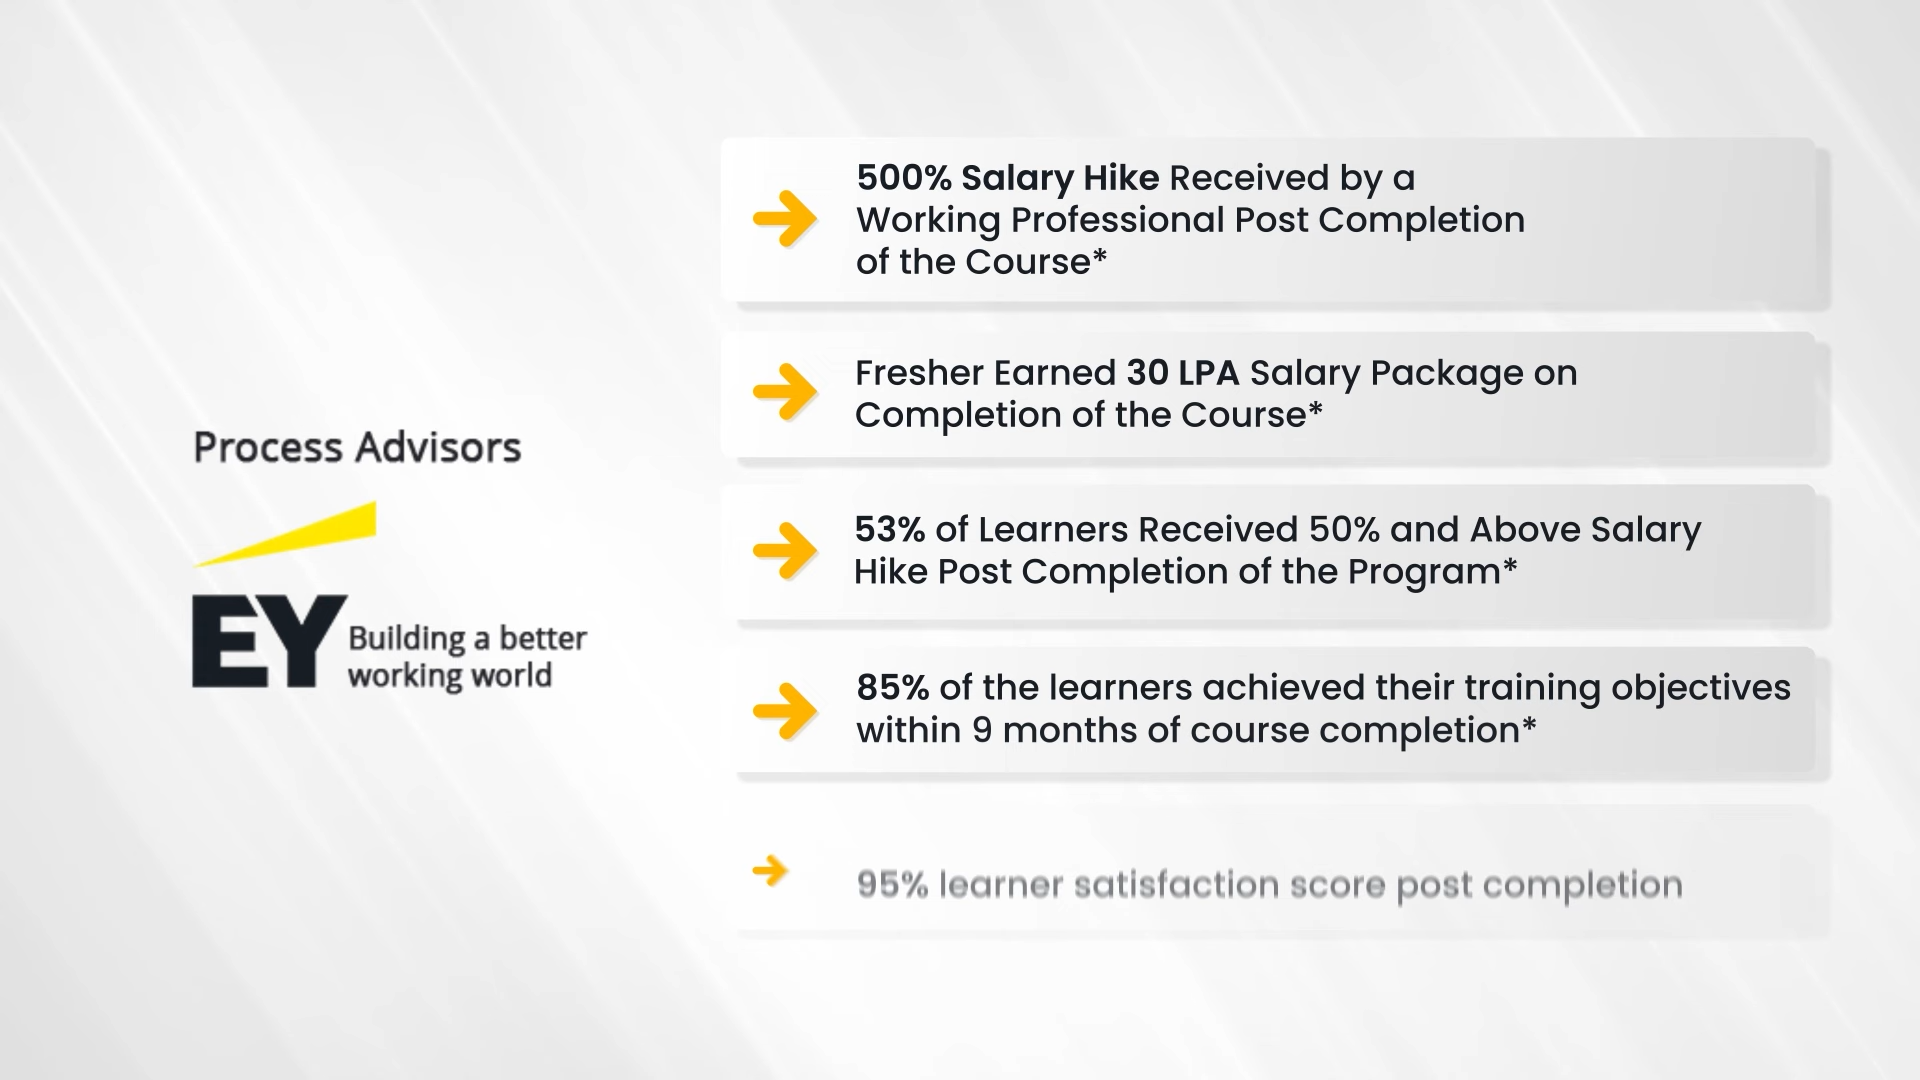 Process Advisors
EY
Building a better
working world
500% Salary Hike Received by a
Working Professional Post Completion
of the Course*
Fresher Earned 30 LPA Salary Package on
Completion of the Course*
53% of Learners Received 50% and Above Salary
Hike Post Completion of the Program*
85% of the learners achieved their training objectives
within 9 months of course completion*
95% learner satisfaction score post completion